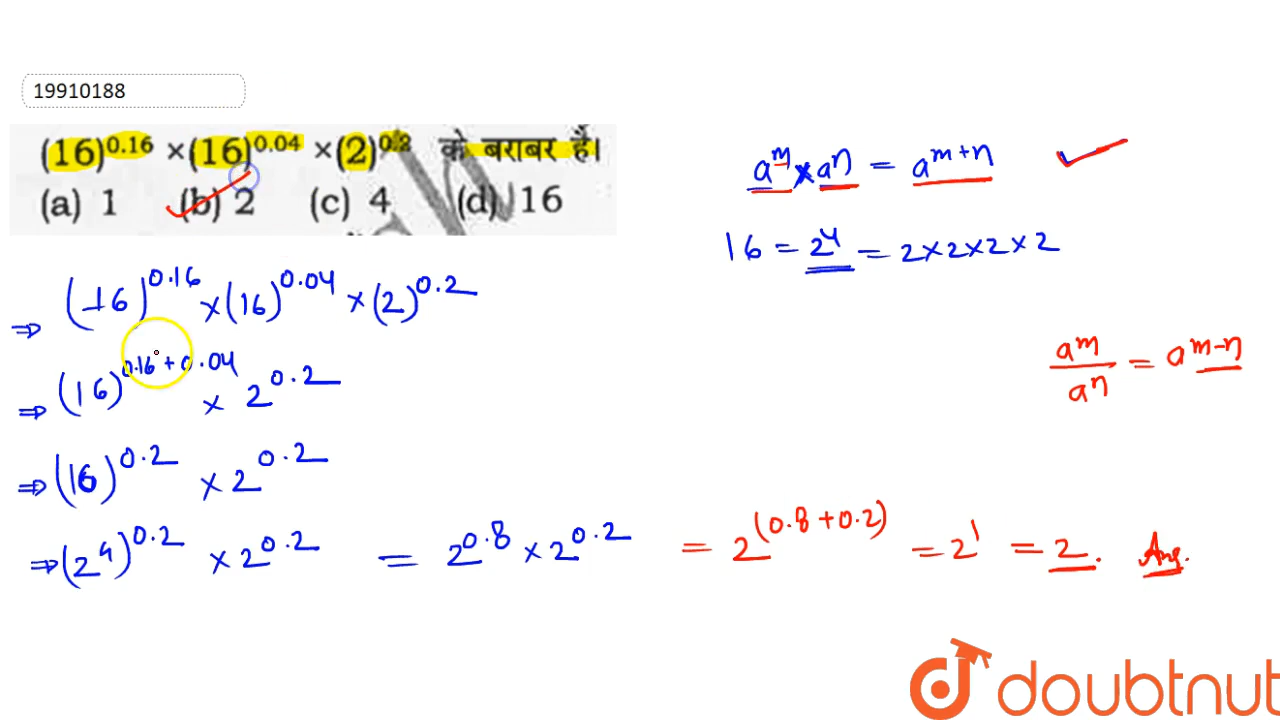 19910188
(16)^0.16 ×(16)^0.04 ×(2)^0.2 के बराबर हैं।
(a) 1 (b) 2 (c) 4 (d) 16
a^m × a^n = a^m+n
16 = 2^4 = 2×2×2×2
⇒ (16)^0.16 × (16)^0.04 × (2)^0.2
a^m/a^n = a^m-n
⇒ (16)^0.16+0.04 × 2^0.2
⇒ (16)^0.2 × 2^0.2
⇒ (2^4)^0.2 × 2^0.2 = 2^0.8 × 2^0.2 = 2^(0.8+0.2) = 2^1 = 2. Ans.
doubtnut